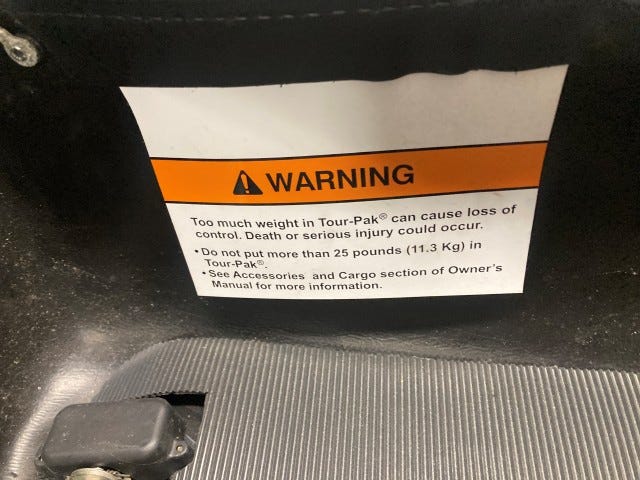 WARNING
Too much weight in Tour-Pak® can cause loss of
control. Death or serious injury could occur.
•Do not put more than 25 pounds (11.3 Kg) in
Tour-Pak®.
•See Accessories and Cargo section of Owner's
Manual for more information.